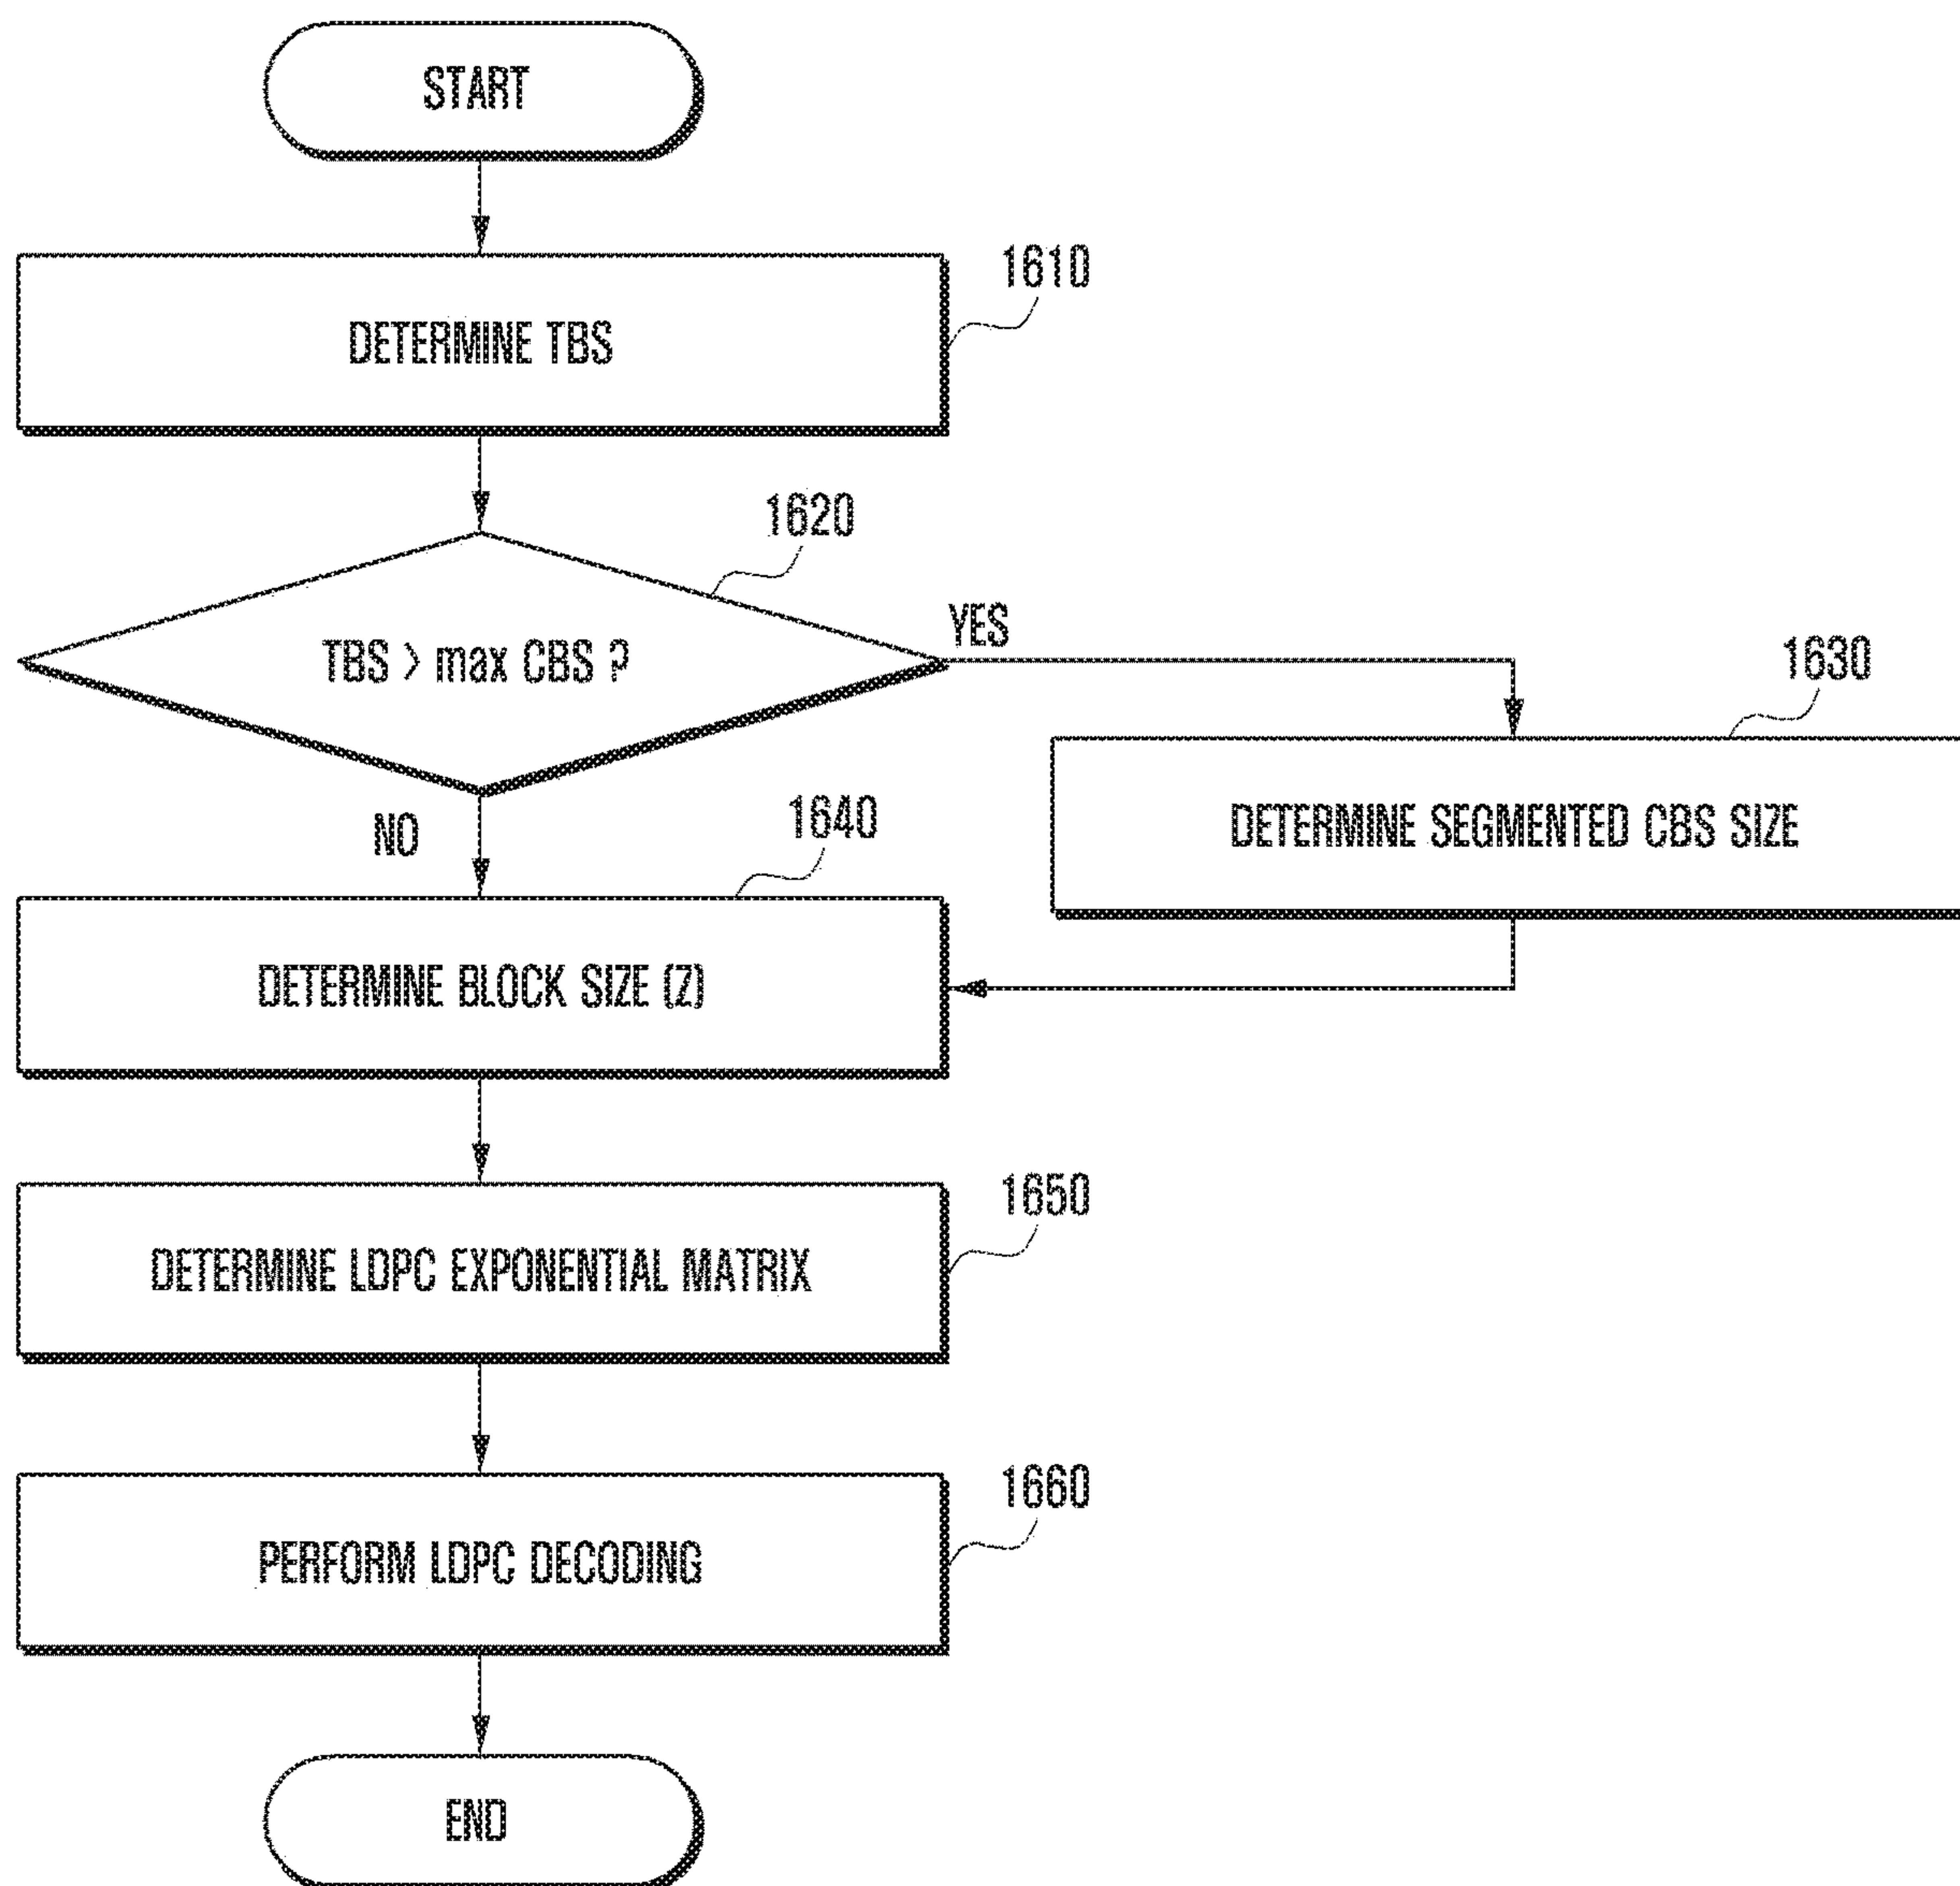 START
1610
DETERMINE TBS
1620
TBS > max CBS ?
YES
1630
DETERMINE SEGMENTED CBS SIZE
NO
1640
DETERMINE BLOCK SIZE (Z)
1650
DETERMINE LDPC EXPONENTIAL MATRIX
1660
PERFORM LDPC DECODING
END